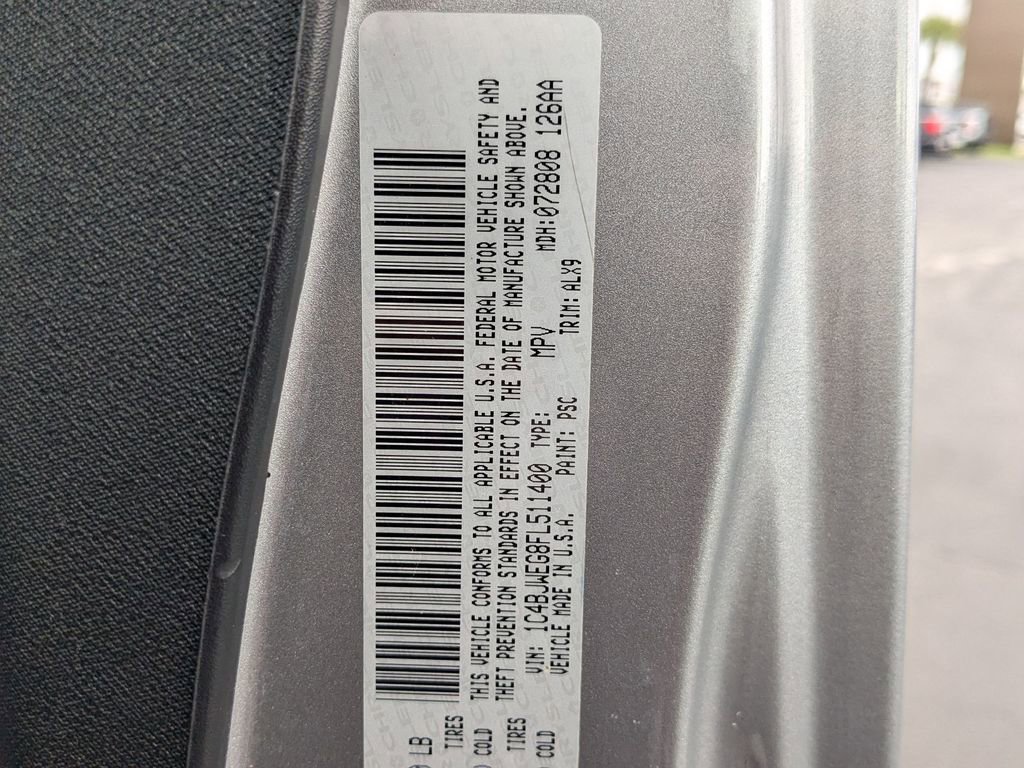 THIS VEHICLE CONFORMS TO ALL APPLICABLE U.S.A. FEDERAL MOTOR VEHICLE SAFETY AND
THEFT PREVENTION STANDARDS IN EFFECT ON THE DATE OF MANUFACTURE SHOWN ABOVE.
VIN: 1C4BJWEG8FL511400 TYPE: MPV MDH:072808 126AA
VEHICLE MADE IN U.S.A. PAINT: PSC TRIM: ALX9
LB
TIRES
COLD
TIRES
COLD